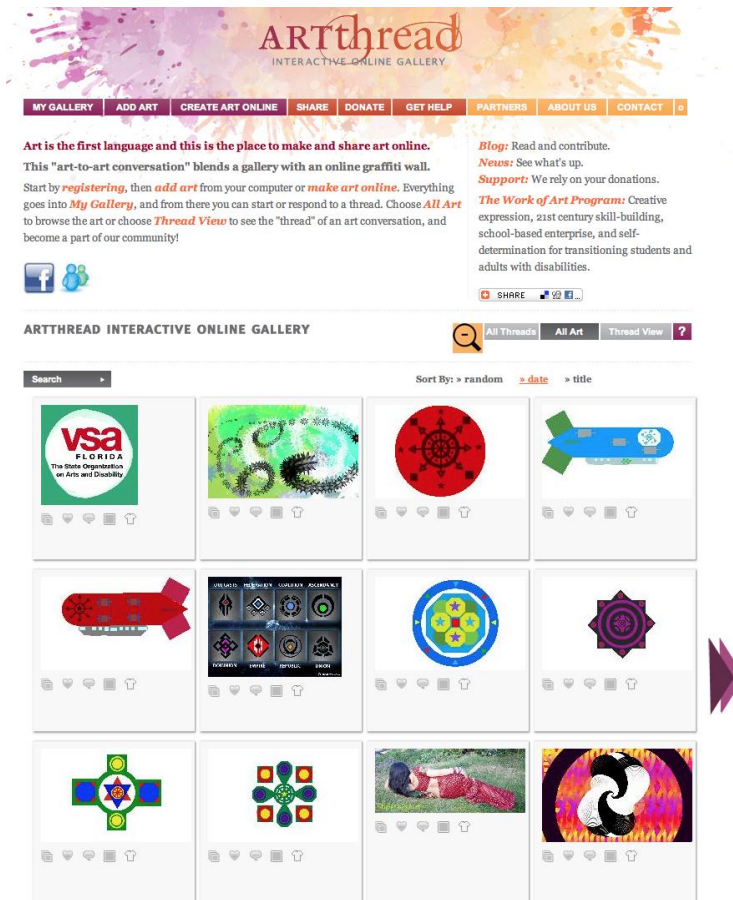 ARTthread
INTERACTIVE ONLINE GALLERY
MY GALLERY ADD ART CREATE ART ONLINE SHARE DONATE GET HELP PARTNERS ABOUT US CONTACT
Art is the first language and this is the place to make and share art online.
This "art-to-art conversation" blends a gallery with an online graffiti wall.
Start by registering, then add art from your computer or make art online. Everything
goes into My Gallery, and from there you can start or respond to a thread. Choose All Art
to browse the art or choose Thread View to see the "thread" of an art conversation, and
become a part of our community!
Blog: Read and contribute.
News: See what's up.
Support: We rely on your donations.
The Work of Art Program: Creative
expression, 21st century skill-building,
school-based enterprise, and self-
determination for transitioning students and
adults with disabilities.
SHARE
ARTTHREAD INTERACTIVE ONLINE GALLERY
All Threads All Art Thread View ?
Search
Sort By: » random » date » title
vsa
FLORIDA
The State Organization
on Arts and Disability
OUTCASTS FEDERATION COALITION ASCENDANCY
DOMINION EMPIRE REPUBLIC UNION